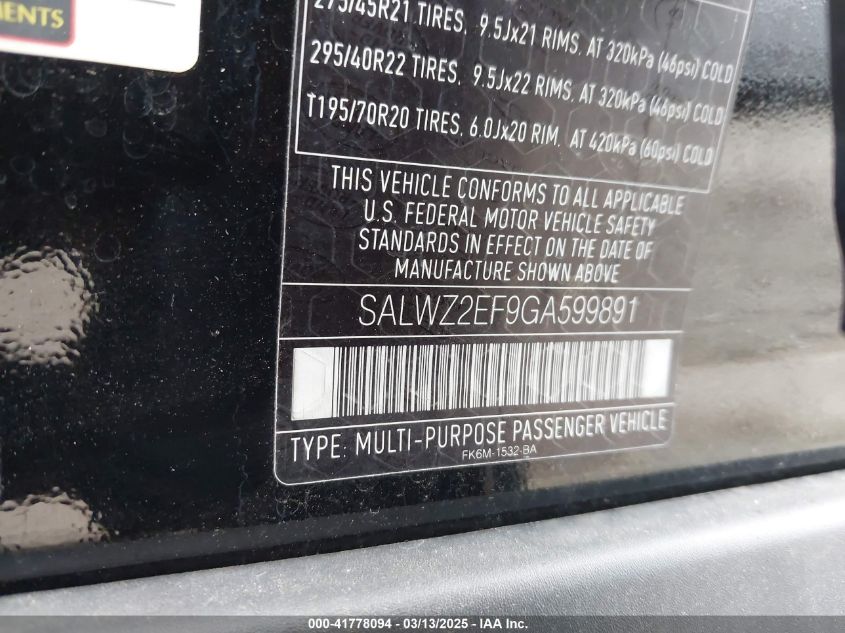 MENTS
275/45R21 TIRES, 9.5Jx21 RIMS, AT 320kPa (46psi) COLD
295/40R22 TIRES, 9.5Jx22 RIMS, AT 320kPa (46psi) COLD
T195/70R20 TIRES, 6.0Jx20 RIM, AT 420kPa (60psi) COLD
THIS VEHICLE CONFORMS TO ALL APPLICABLE
U.S. FEDERAL MOTOR VEHICLE SAFETY
STANDARDS IN EFFECT ON THE DATE OF
MANUFACTURE SHOWN ABOVE
SALWZ2EF9GA599891
TYPE: MULTI-PURPOSE PASSENGER VEHICLE
FK6M-1532-BA
000-41778094 - 03/13/2025 - IAA Inc.